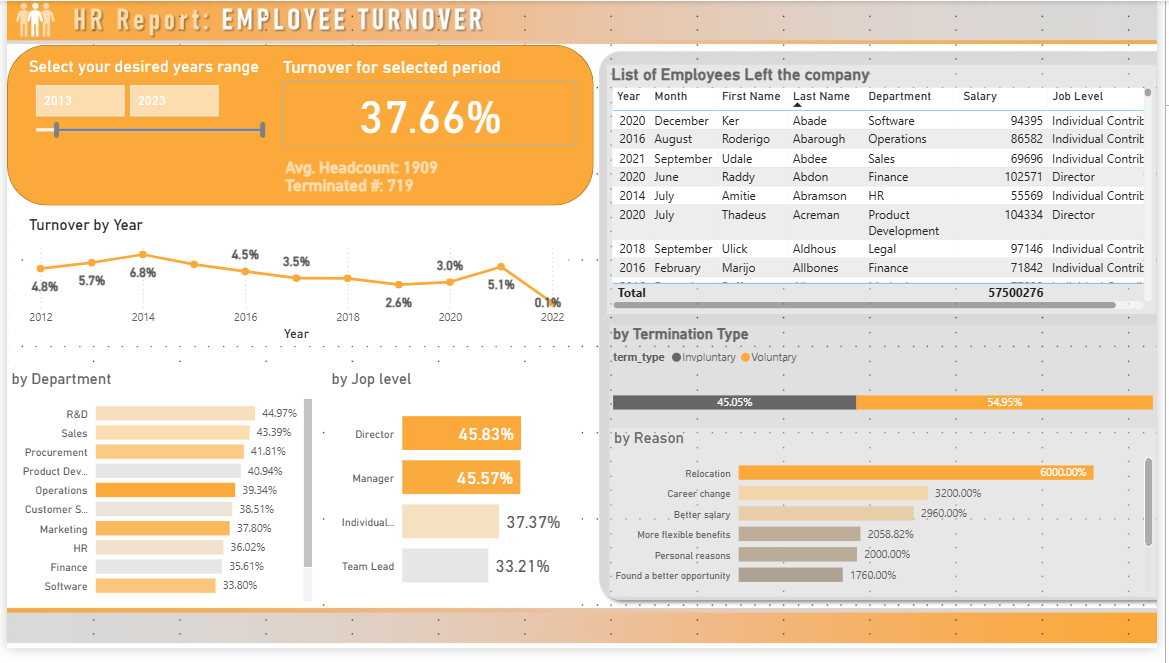 HR Report: EMPLOYEE TURNOVER
Select your desired years range
2013 2023
Turnover for selected period
37.66%
Avg. Headcount: 1909
Terminated #: 719
Turnover by Year
4.8% 5.7% 6.8% 4.5% 3.5% 2.6% 3.0% 5.1% 0.1%
2012 2014 2016 2018 2020 2022
Year
by Department
R&D 44.97%
Sales 43.39%
Procurement 41.81%
Product Dev... 40.94%
Operations 39.34%
Customer S... 38.51%
Marketing 37.80%
HR 36.02%
Finance 35.61%
Software 33.80%
by Jop level
Director 45.83%
Manager 45.57%
Individual... 37.37%
Team Lead 33.21%
List of Employees Left the company
Year Month First Name Last Name Department Salary Job Level
2020 December Ker Abade Software 94395 Individual Contrib
2016 August Roderigo Abarough Operations 86582 Individual Contrib
2021 September Udale Abdee Sales 69696 Individual Contrib
2020 June Raddy Abdon Finance 102571 Director
2014 July Amitie Abramson HR 55569 Individual Contrib
2020 July Thadeus Acreman Product 104334 Director
Development
2018 September Ulick Aldhous Legal 97146 Individual Contrib
2016 February Marijo Allbones Finance 71842 Individual Contrib
Total 57500276
by Termination Type
term_type Involuntary Voluntary
45.05% 54.95%
by Reason
Relocation 6000.00%
Career change 3200.00%
Better salary 2960.00%
More flexible benefits 2058.82%
Personal reasons 2000.00%
Found a better opportunity 1760.00%